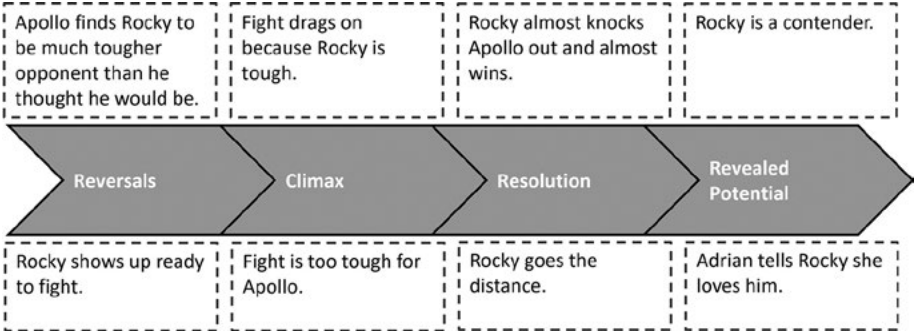 Apollo finds Rocky to
be much tougher
opponent than he
thought he would be.
Fight drags on
because Rocky is
tough.
Rocky almost knocks
Apollo out and almost
wins.
Rocky is a contender.
Reversals
Climax
Resolution
Revealed
Potential
Rocky shows up ready
to fight.
Fight is too tough for
Apollo.
Rocky goes the
distance.
Adrian tells Rocky she
loves him.